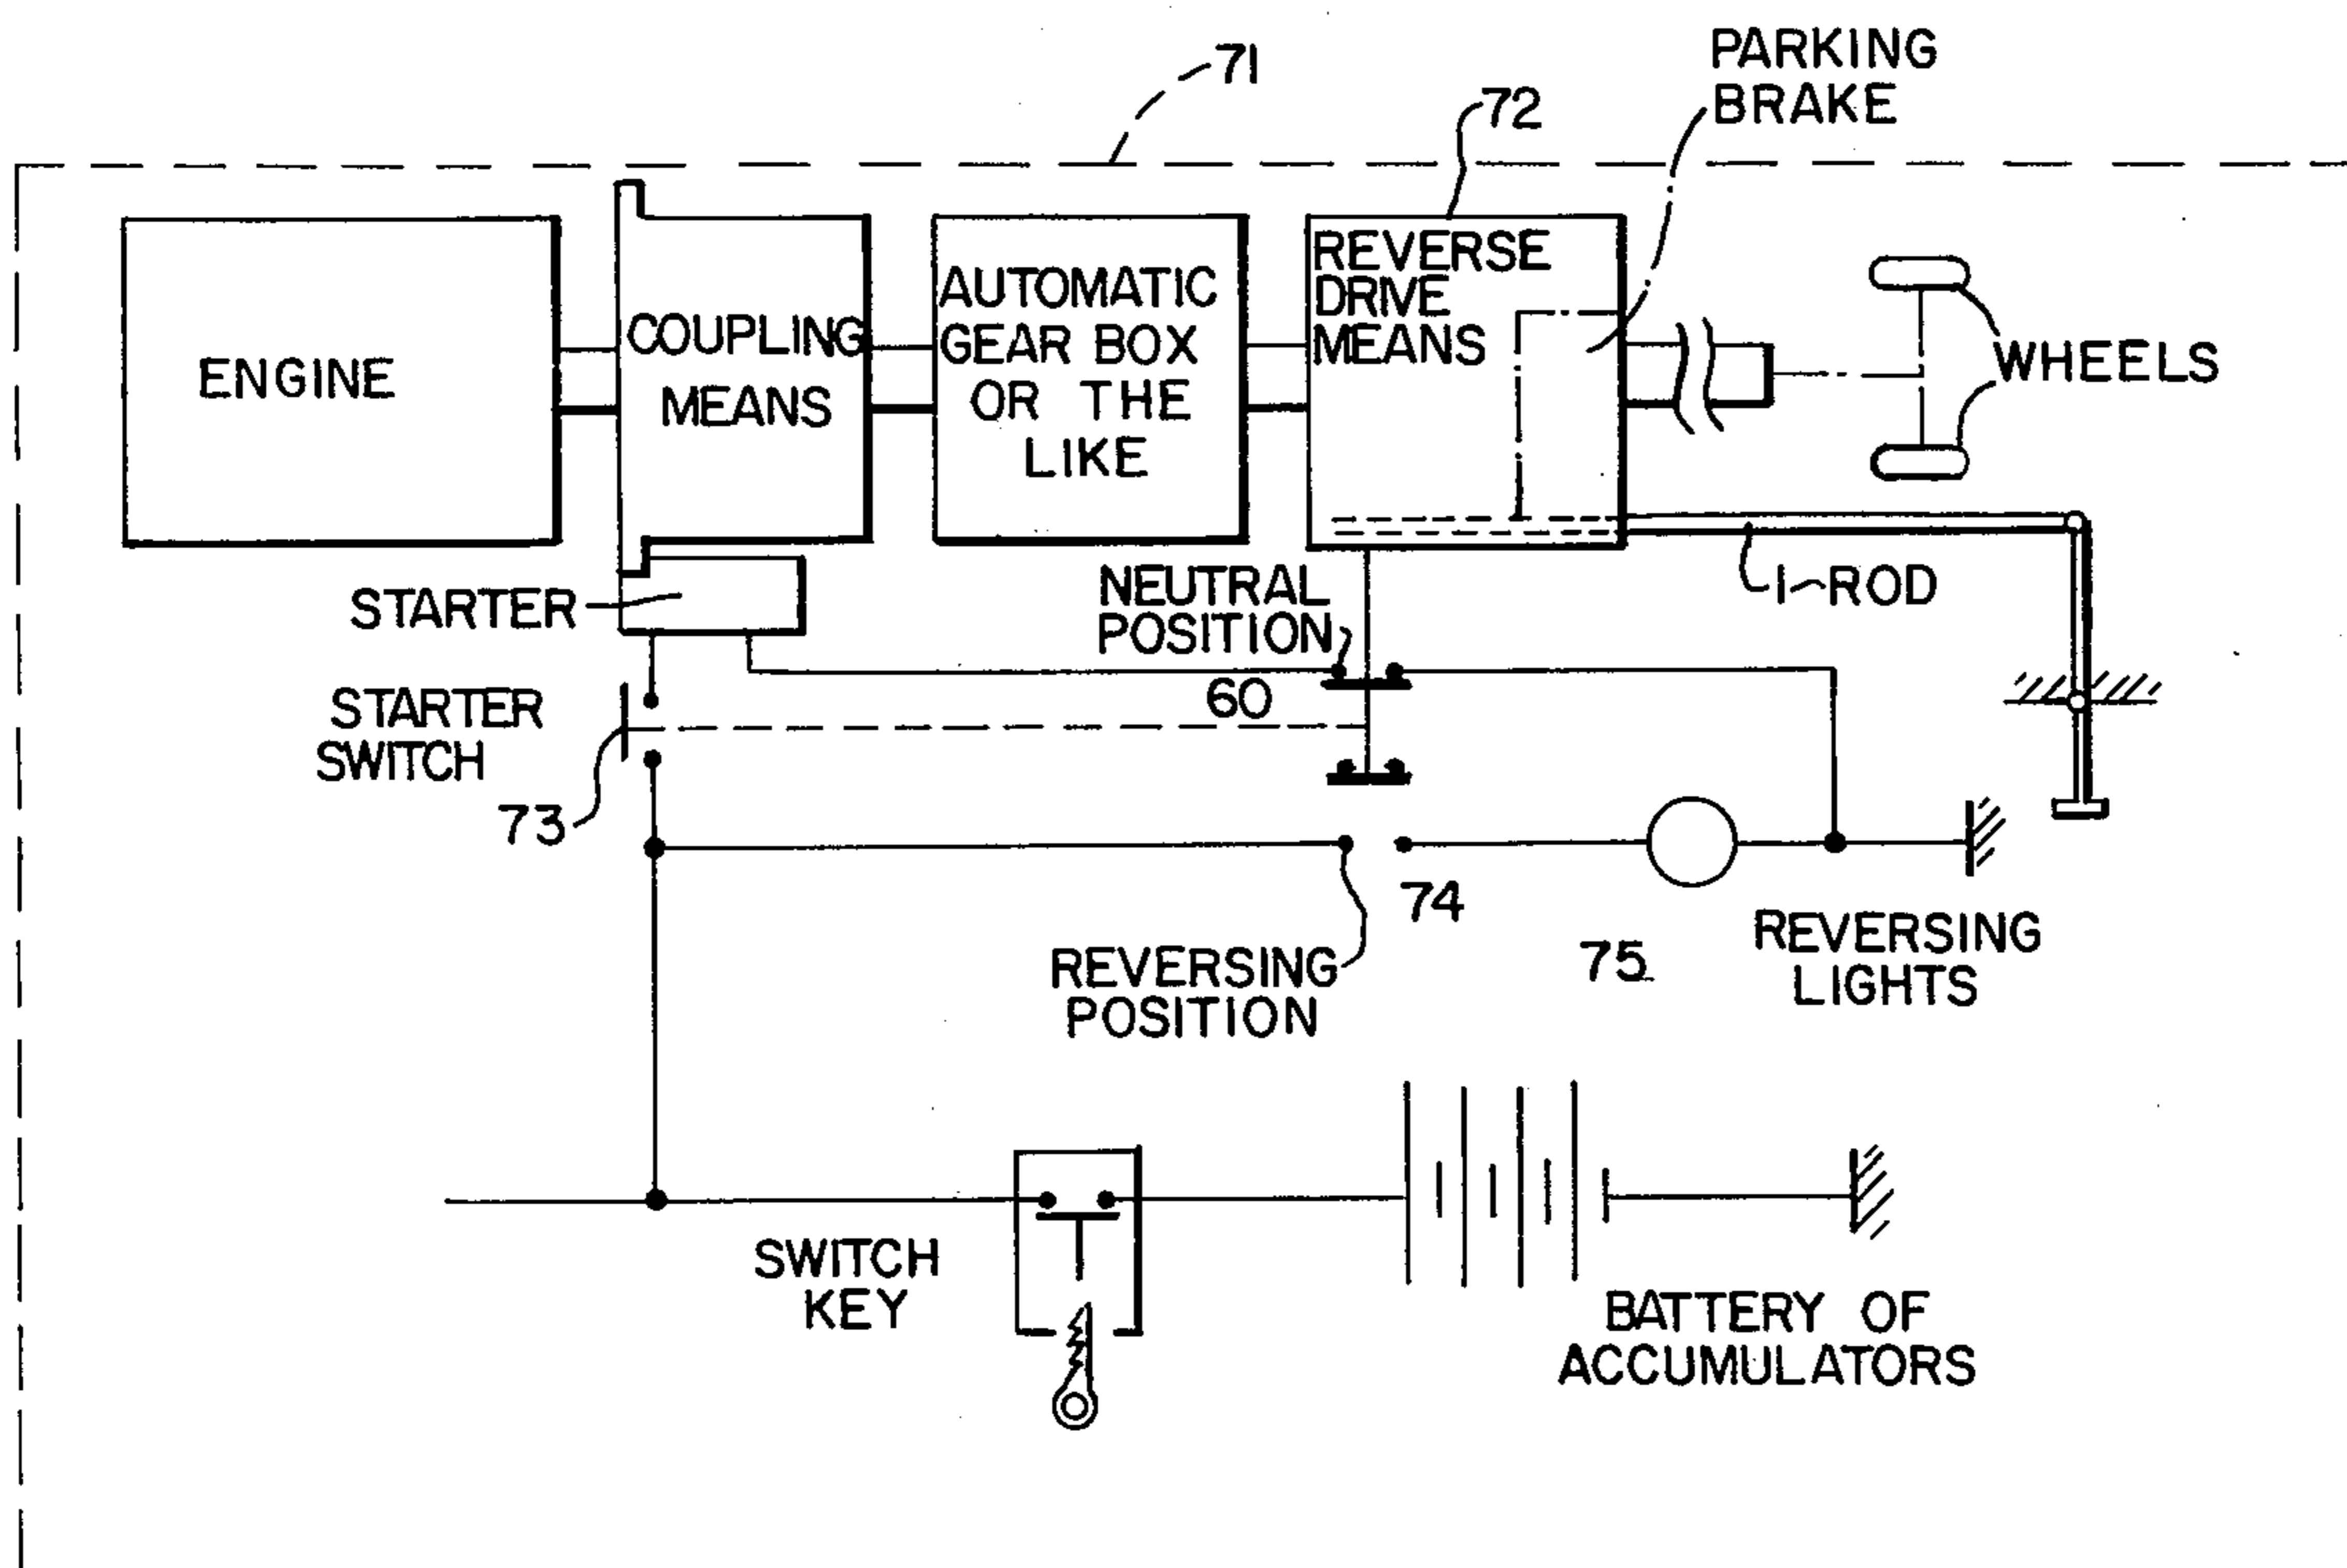 71
PARKING
BRAKE
72
ENGINE
COUPLING
MEANS
AUTOMATIC
GEAR BOX
OR THE
LIKE
REVERSE
DRIVE
MEANS
WHEELS
STARTER
NEUTRAL
POSITION
1~ROD
STARTER
SWITCH
60
73
74
REVERSING
POSITION
75
REVERSING
LIGHTS
SWITCH
KEY
BATTERY OF
ACCUMULATORS